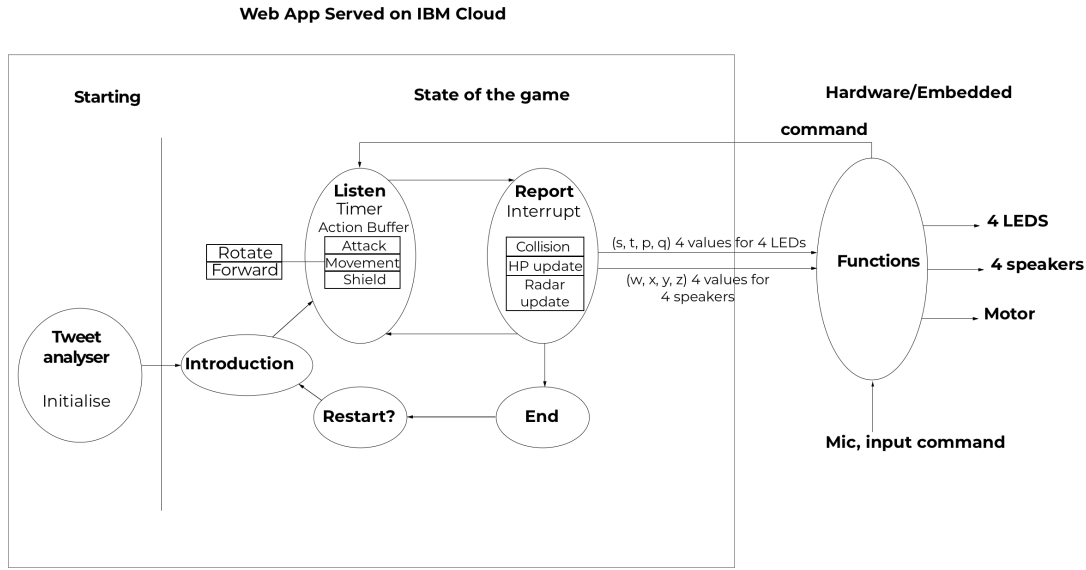 Web App Served on IBM Cloud
Starting
State of the game
Hardware/Embedded
command
Listen
Timer
Action Buffer
Attack
Movement
Shield
Rotate
Forward
Report
Interrupt
Collision
HP update
Radar
update
(s, t, p, q) 4 values for 4 LEDs
(w, x, y, z) 4 values for
4 speakers
Functions
4 LEDS
4 speakers
Motor
Tweet
analyser
Initialise
Introduction
Restart?
End
Mic, input command